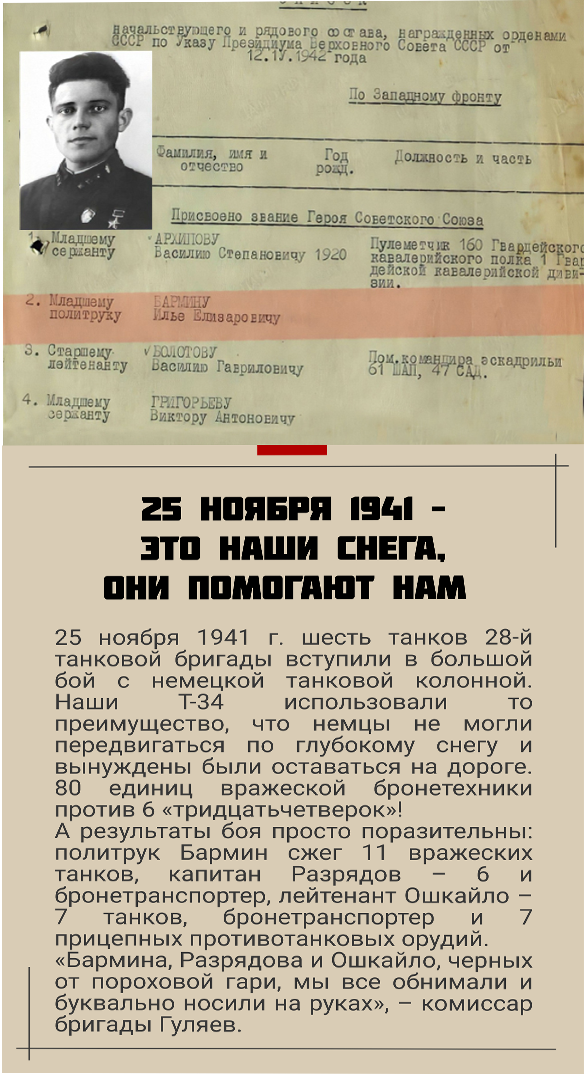 СПИСОК
начальствующего и рядового состава, награжденных орденами
СССР по Указу Президиума Верховного Совета СССР от
12.IV.1942 года
По Западному фронту
Фамилия, имя и Год Должность и часть
отчество рожд.
Присвоено звание Героя Советского Союза
1. Младшему АРХИПОВУ Пулеметчик 160 Гвардейского
сержанту Василию Степановичу 1920 кавалерийского полка 1 Гвар
дейской кавалерийской диви-
зии.
2. Младшему БАРМИНУ
политруку Илье Елизаровичу
3. Старшему БОЛОТОВУ Пом.командира эскадрильи
лейтенанту Василию Гавриловичу 61 ШАП, 47 САД.
4. Младшему ГРИГОРЬЕВУ
сержанту Виктору Антоновичу
25 НОЯБРЯ 1941 -
ЭТО НАШИ СНЕГА,
ОНИ ПОМОГАЮТ НАМ
25 ноября 1941 г. шесть танков 28-й
танковой бригады вступили в большой
бой с немецкой танковой колонной.
Наши Т-34 использовали то
преимущество, что немцы не могли
передвигаться по глубокому снегу и
вынуждены были оставаться на дороге.
80 единиц вражеской бронетехники
против 6 «тридцатьчетверок»!
А результаты боя просто поразительны:
политрук Бармин сжег 11 вражеских
танков, капитан Разрядов – 6 и
бронетранспортер, лейтенант Ошкайло –
7 танков, бронетранспортер и 7
прицепных противотанковых орудий.
«Бармина, Разрядова и Ошкайло, черных
от пороховой гари, мы все обнимали и
буквально носили на руках», – комиссар
бригады Гуляев.